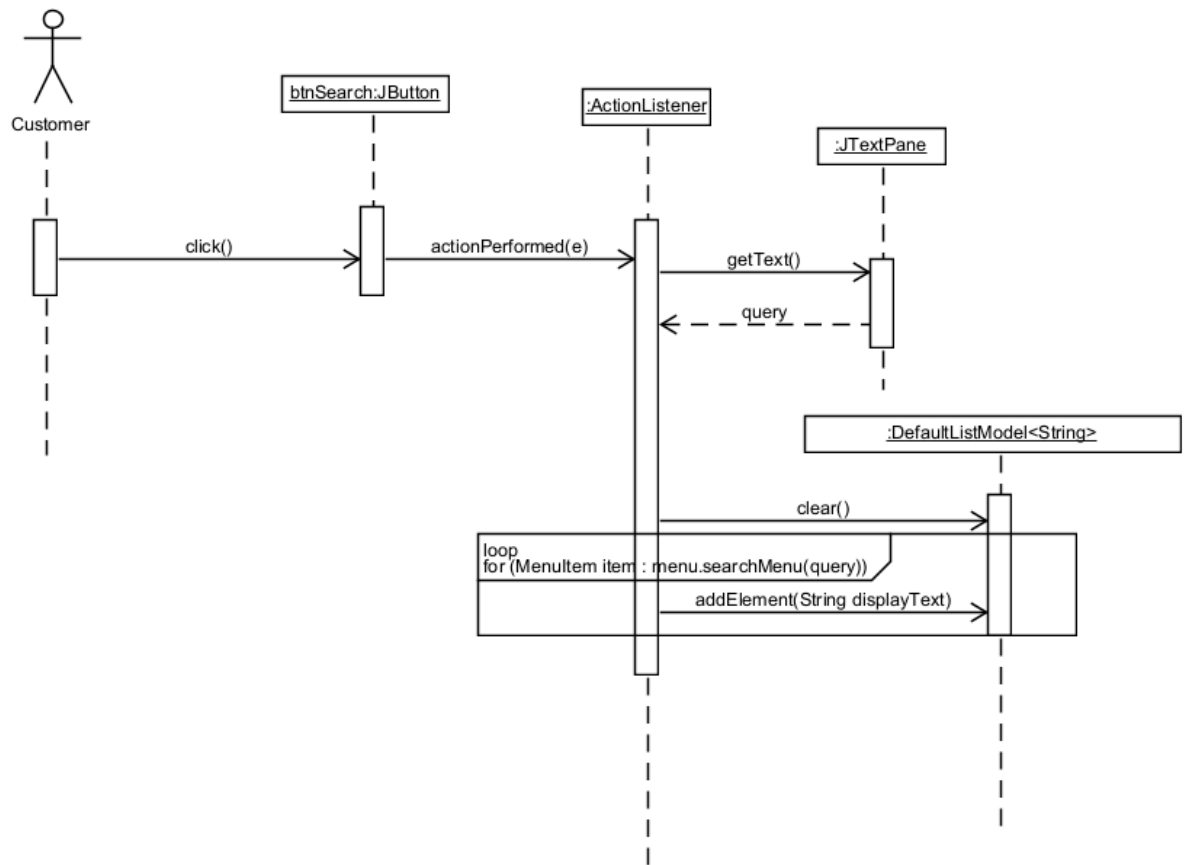 Customer
btnSearch:JButton
:ActionListener
:JTextPane
click()
actionPerformed(e)
getText()
query
:DefaultListModel<String>
clear()
loop
for (MenuItem item : menu.searchMenu(query))
addElement(String displayText)